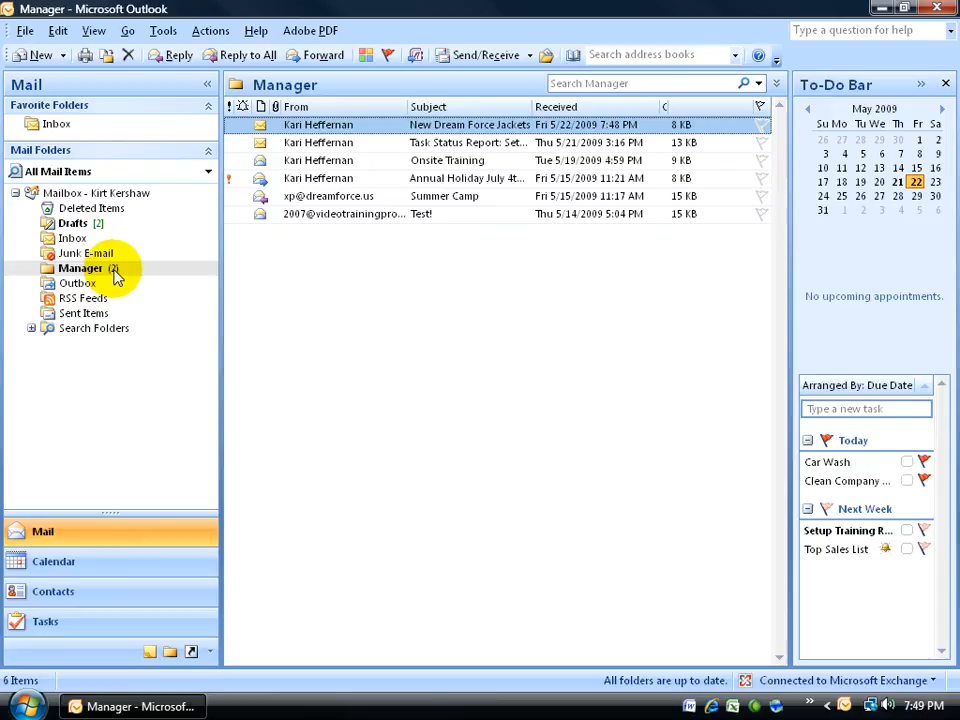 Manager - Microsoft Outlook
File Edit View Go Tools Actions Help Adobe PDF
Type a question for help
New Reply Reply to All Forward Send/Receive Search address books
Mail «
Favorite Folders
Inbox
Mail Folders
All Mail Items
Mailbox - Kirt Kershaw
Deleted Items
Drafts [2]
Inbox
Junk E-mail
Manager (2)
Outbox
RSS Feeds
Sent Items
Search Folders
Mail
Calendar
Contacts
Tasks
Manager
Search Manager
From Subject Received
Kari Heffernan New Dream Force Jackets Fri 5/22/2009 7:48 PM 8 KB
Kari Heffernan Task Status Report: Set... Thu 5/21/2009 3:16 PM 13 KB
Kari Heffernan Onsite Training Tue 5/19/2009 4:59 PM 9 KB
! Kari Heffernan Annual Holiday July 4t... Fri 5/15/2009 11:21 AM 8 KB
xp@dreamforce.us Summer Camp Fri 5/15/2009 11:17 AM 15 KB
2007@videotrainingpro... Test! Thu 5/14/2009 5:04 PM 15 KB
To-Do Bar »
May 2009
Su Mo Tu We Th Fr Sa
26 27 28 29 30 1 2
3 4 5 6 7 8 9
10 11 12 13 14 15 16
17 18 19 20 21 22 23
24 25 26 27 28 29 30
31 1 2 3 4 5 6
No upcoming appointments.
Arranged By: Due Date
Type a new task
Today
Car Wash
Clean Company ...
Next Week
Setup Training R...
Top Sales List
6 Items
All folders are up to date.
Connected to Microsoft Exchange
Manager - Microsof...
7:49 PM